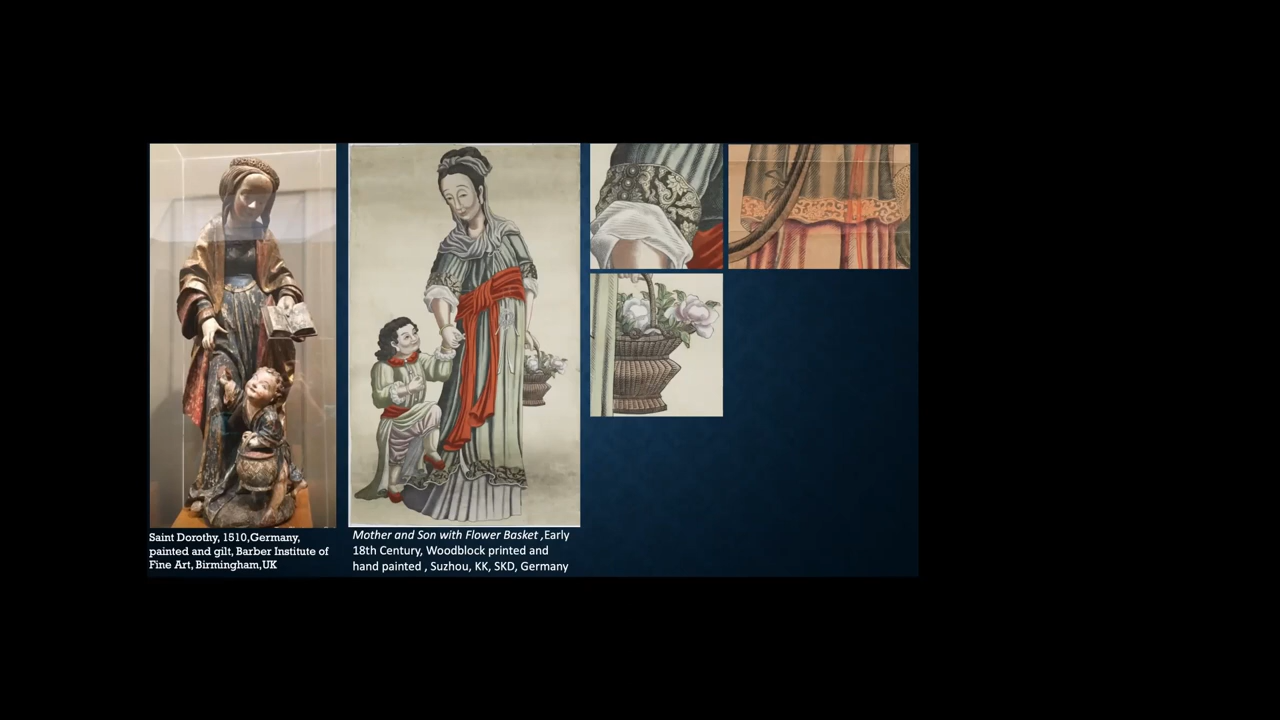 Saint Dorothy, 1510,Germany,
painted and gilt, Barber Institute of
Fine Art, Birmingham,UK
Mother and Son with Flower Basket ,Early
18th Century, Woodblock printed and
hand painted , Suzhou, KK, SKD, Germany